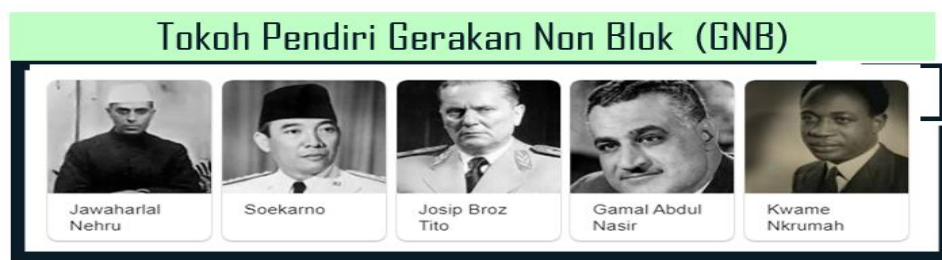 Tokoh Pendiri Gerakan Non Blok (GNB)
Jawaharlal
Nehru
Soekarno
Josip Broz
Tito
Gamal Abdul
Nasir
Kwame
Nkrumah